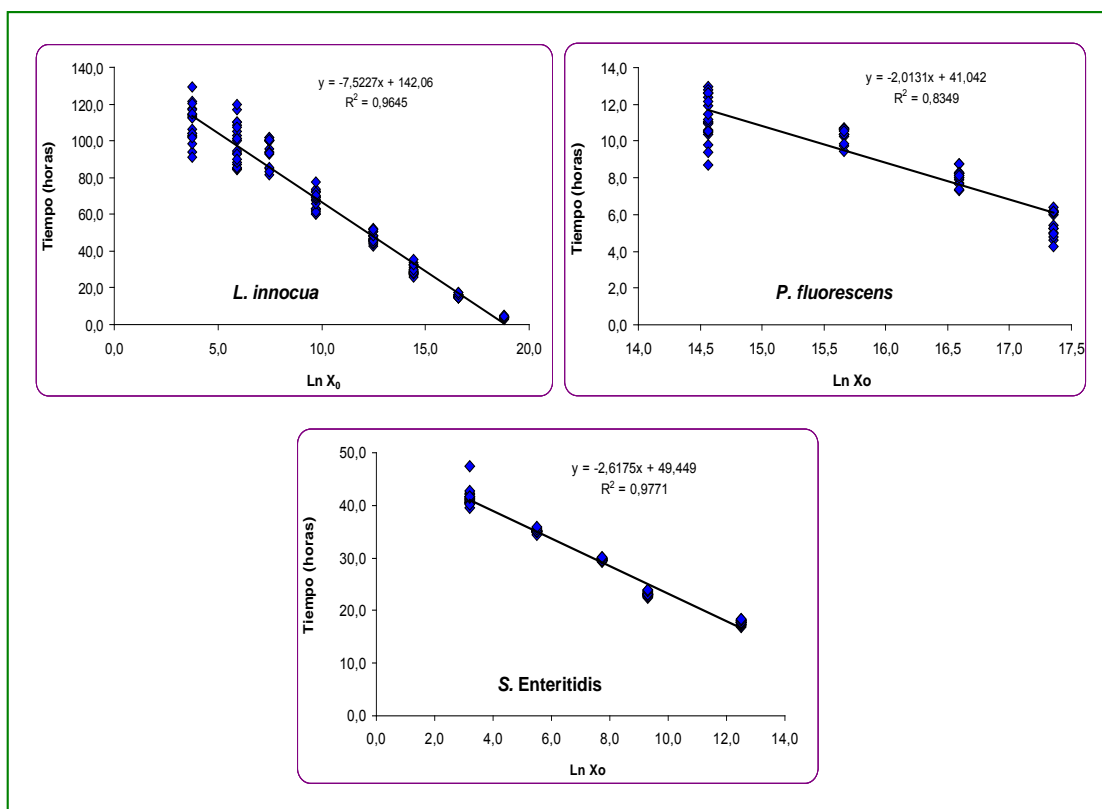 140,0
120,0
100,0
80,0
60,0
40,0
20,0
0,0
Tiempo (horas)
y = -7,5227x + 142,06
R² = 0,9645
L. innocua
0,0 5,0 10,0 15,0 20,0
Ln X₀
14,0
12,0
10,0
8,0
6,0
4,0
2,0
0,0
Tiempo (horas)
y = -2,0131x + 41,042
R² = 0,8349
P. fluorescens
14,0 14,5 15,0 15,5 16,0 16,5 17,0 17,5
Ln Xo
50,0
40,0
30,0
20,0
10,0
0,0
Tiempo (horas)
y = -2,6175x + 49,449
R² = 0,9771
S. Enteritidis
0,0 2,0 4,0 6,0 8,0 10,0 12,0 14,0
Ln Xo